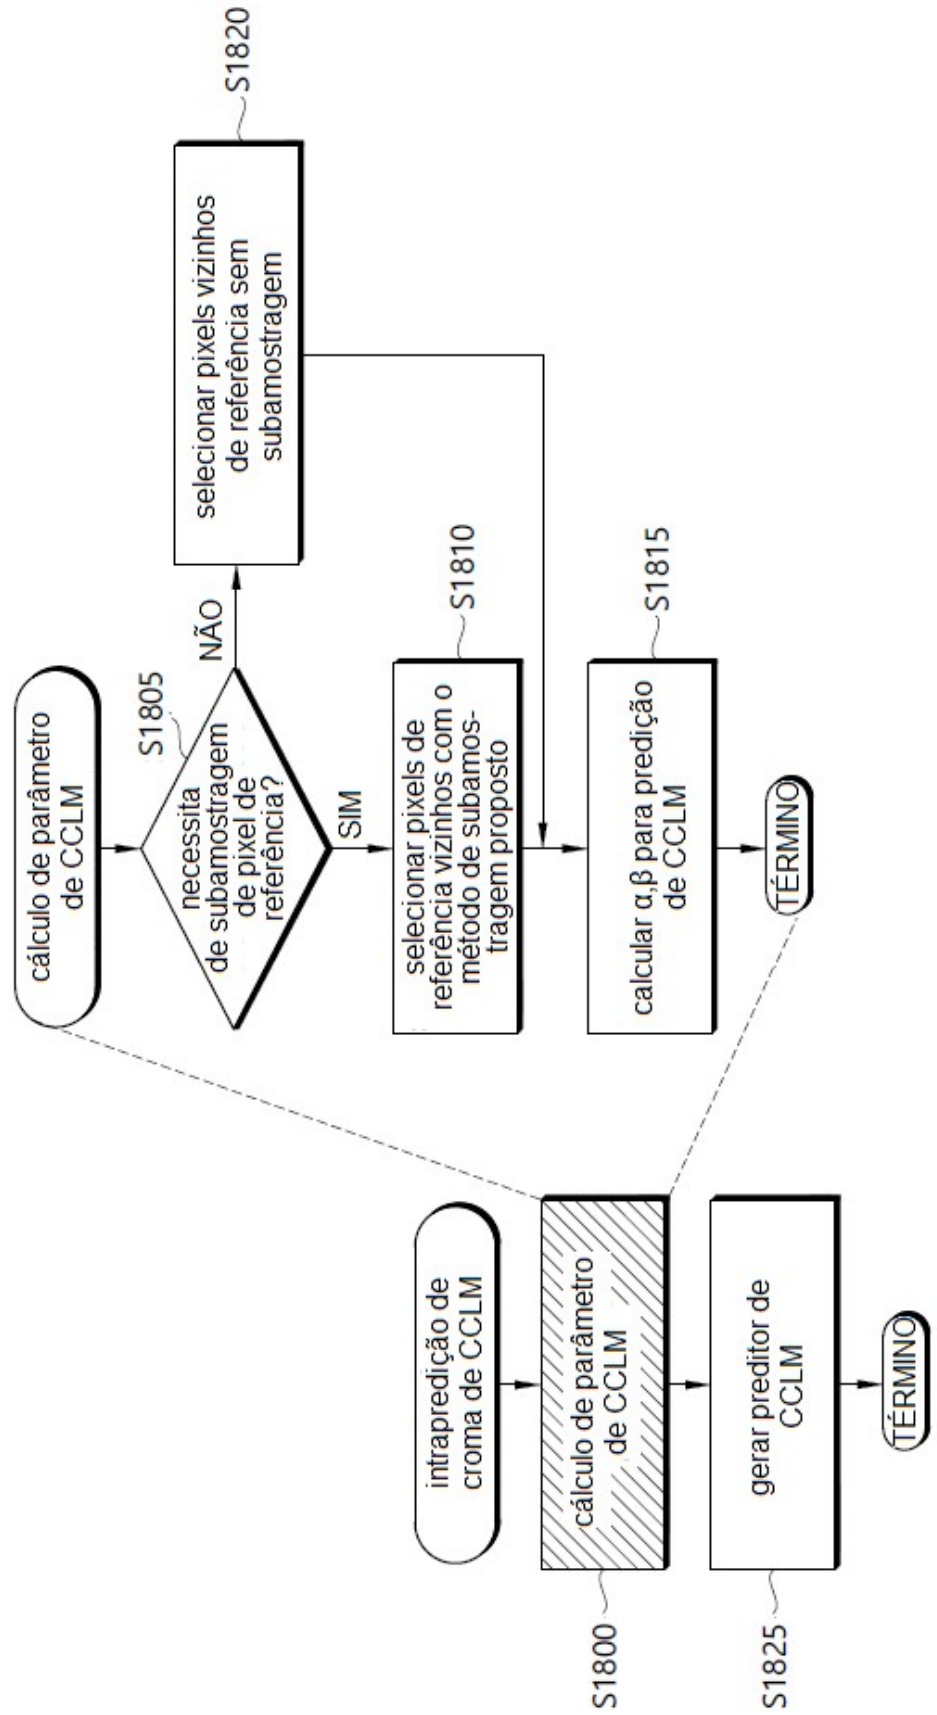 intrapredição de
croma de CCLM
S1800
cálculo de parâmetro
de CCLM
S1825
gerar preditor de
CCLM
TÉRMINO
cálculo de parâmetro
de CCLM
S1805
necessita
de subamostragem
de pixel de
referência?
NÃO
SIM
S1820
selecionar pixels vizinhos
de referência sem
subamostragem
S1810
selecionar pixels de
referência vizinhos com o
método de subamos-
tragem proposto
S1815
calcular α,β para predição
de CCLM
TÉRMINO